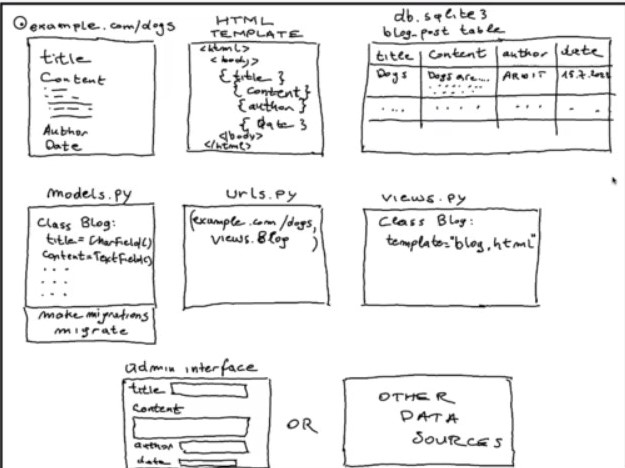 example.com/dogs
title
Content
Author
Date
HTML
TEMPLATE
<html>
<body>
{ title }
{ content }
{ author }
{ date }
</body>
</html>
db.sqlite3
blog_post table
title content author date
Dogs Dogs are....
....
models.py
Class Blog:
title = CharField()
content = TextField()
...
...
...
make migrations
migrate
urls.py
(example.com/dogs,
views.Blog
)
views.py
Class Blog:
template="blog.html"
admin interface
title
Content
author
date
OR
OTHER
DATA
SOURCES